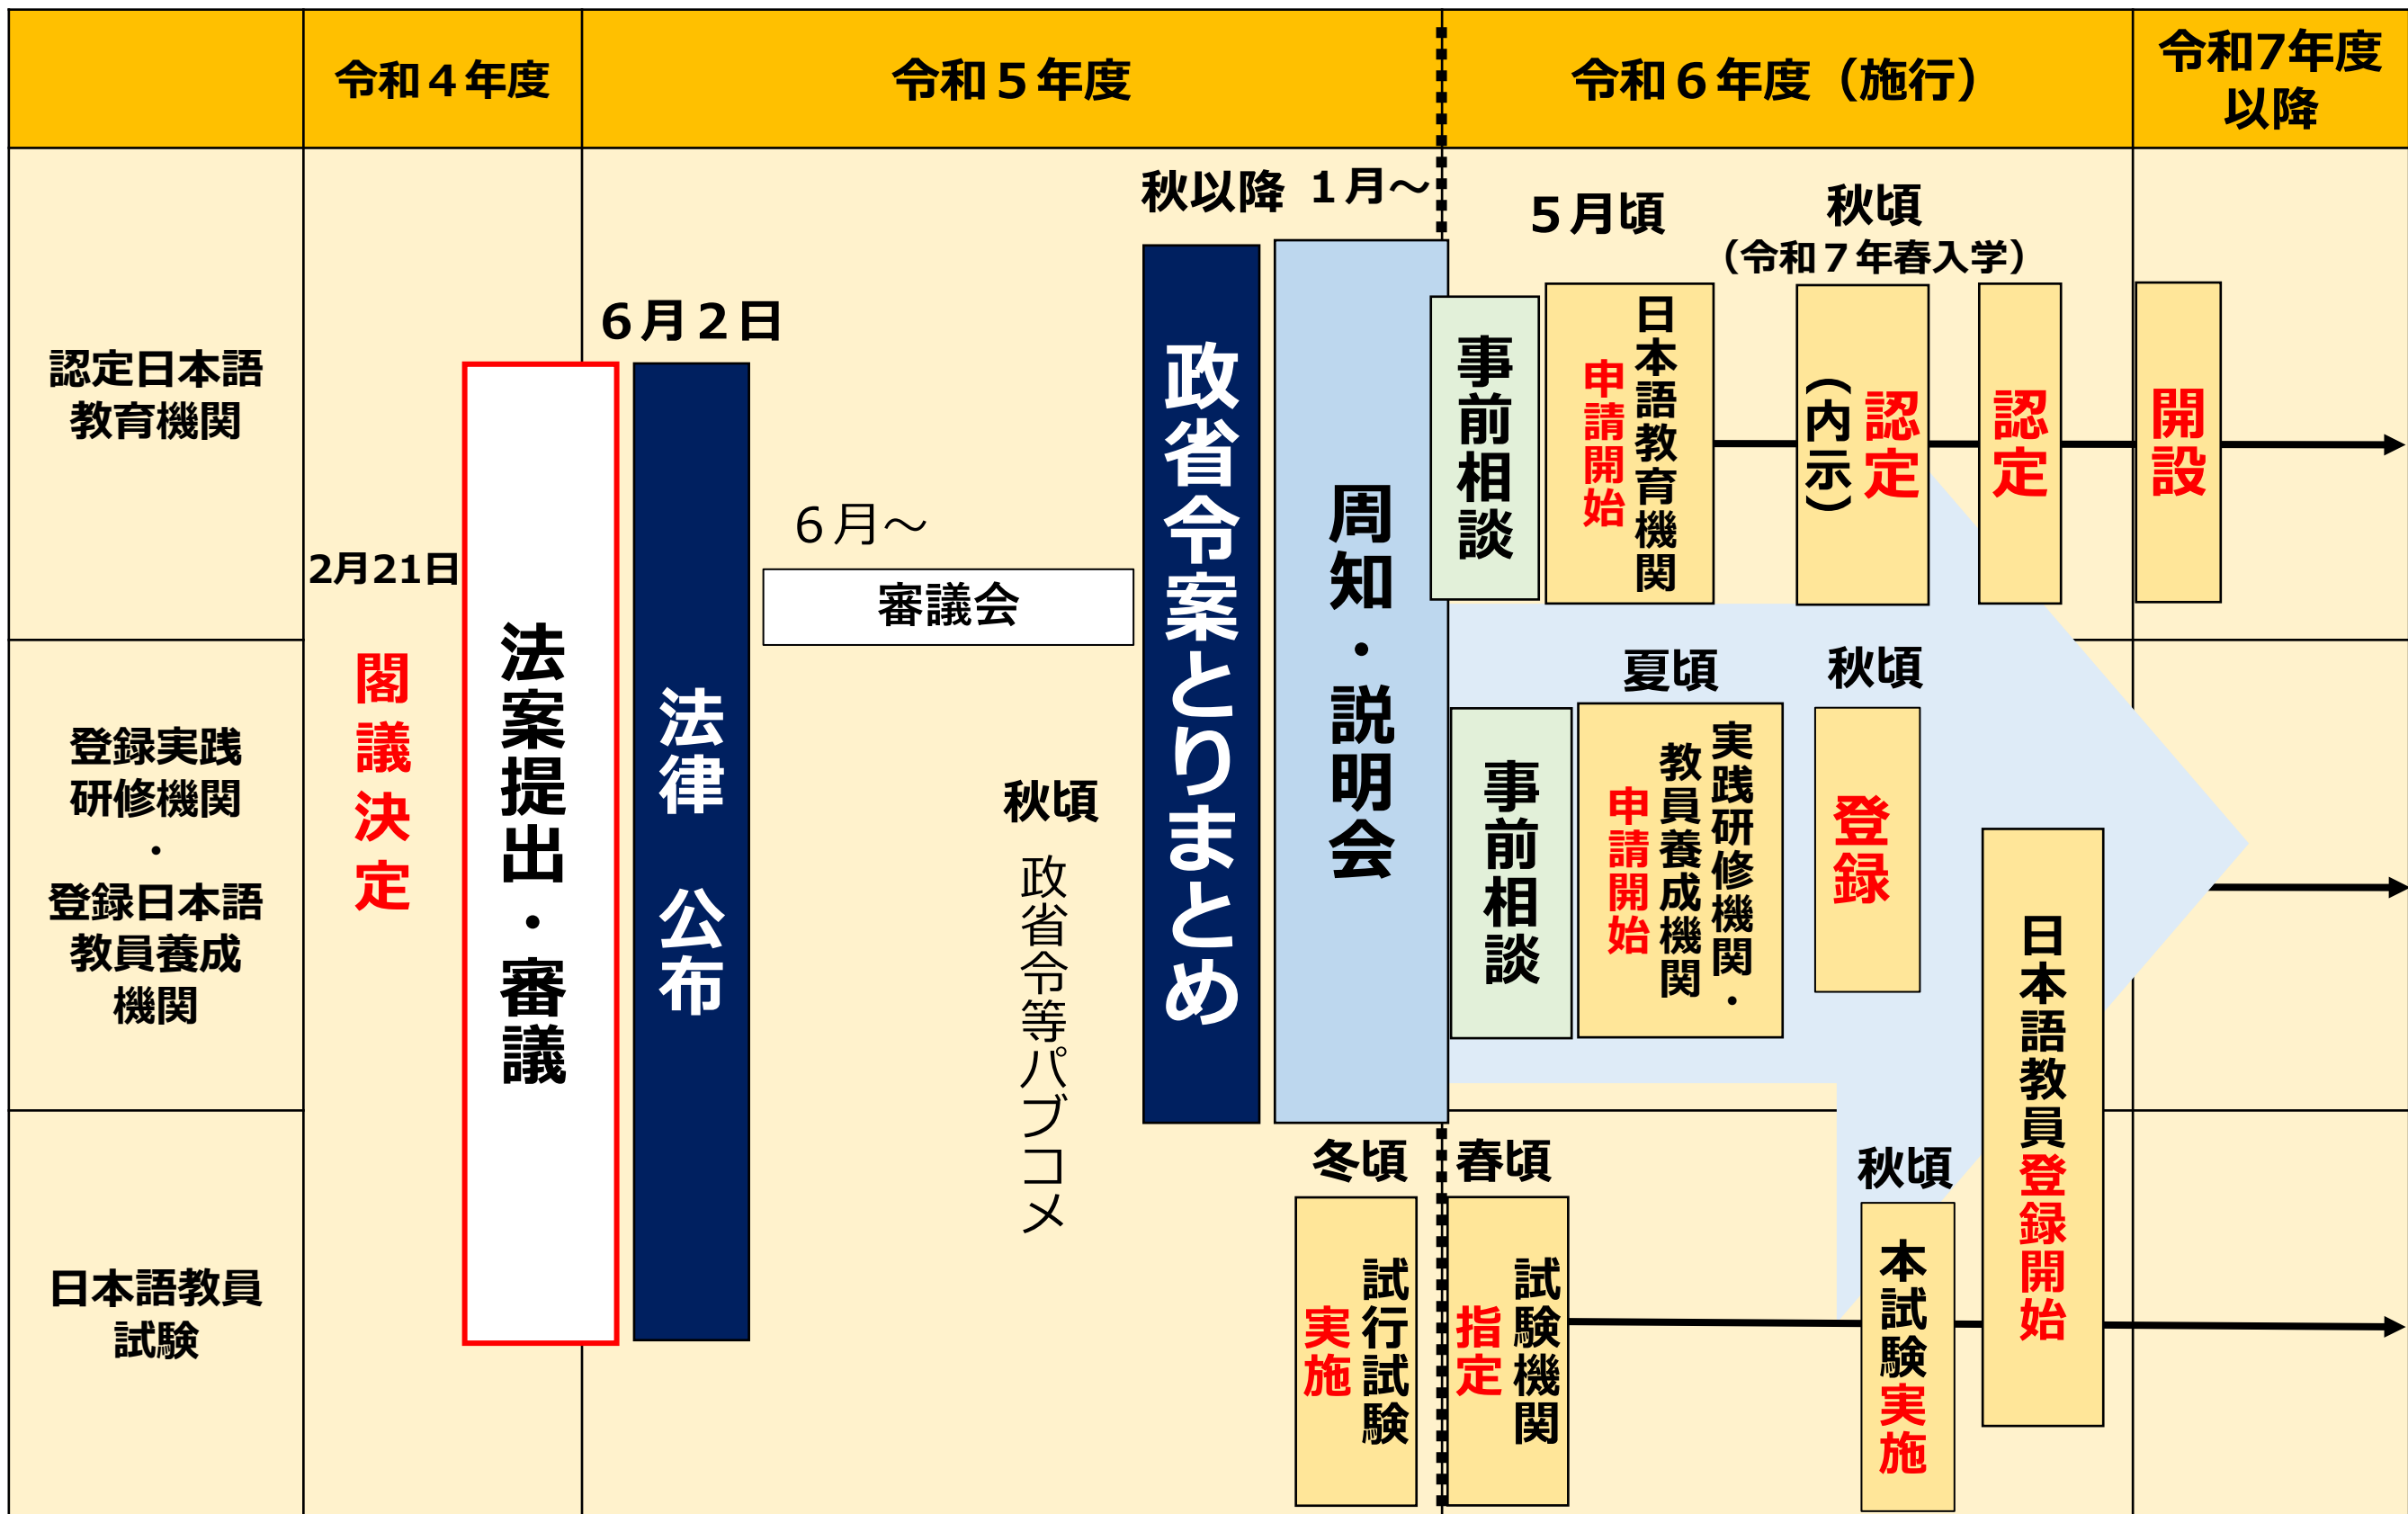 令和４年度
令和５年度
令和６年度（施行）
令和7年度
以降
認定日本語
教育機関
登録実践
研修機関
・
登録日本語
教員養成
機関
日本語教員
試験
2月21日
閣議決定
法案提出・審議
６月２日
法律　公布
６月～
審議会
秋頃
政省令等パブコメ
秋以降
政省令案とりまとめ
１月～
周知・説明会
事前相談
５月頃
日本語教育機関
申請開始
秋頃
（令和７年春入学）
認定
（内示）
認定
開設
事前相談
夏頃
実践研修機関・
教員養成機関
申請開始
秋頃
登録
日本語教員登録開始
冬頃
試行試験
実施
春頃
試験機関
指定
秋頃
本試験実施